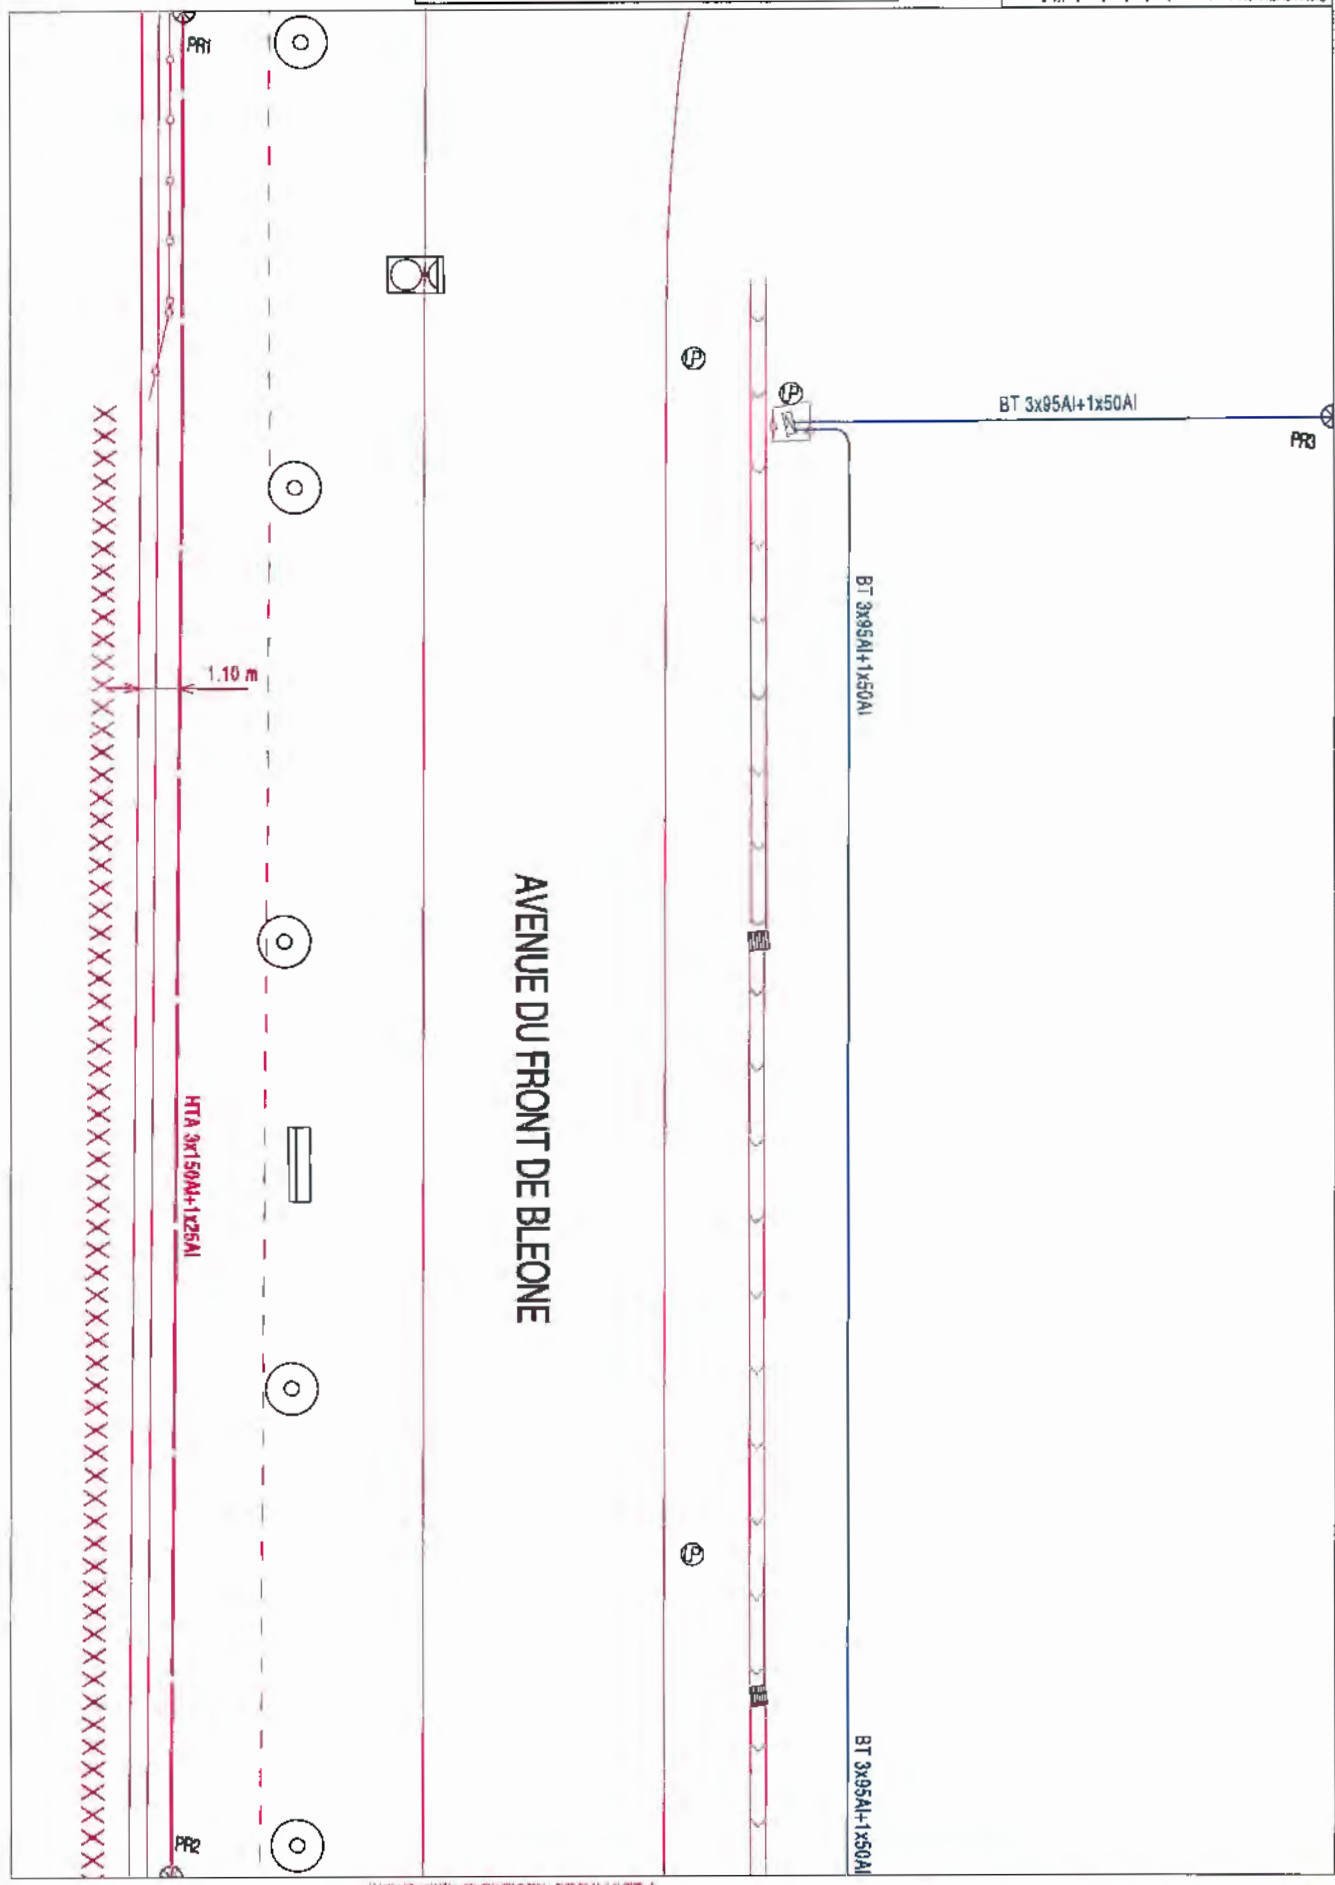 PR1
BT 3x95Al+1x50Al
PR3
BT 3x95Al+1x50Al
1.10 m
AVENUE DU FRONT DE BLEONE
HTA 3x150Al+1x25Al
BT 3x95Al+1x50Al
PR2